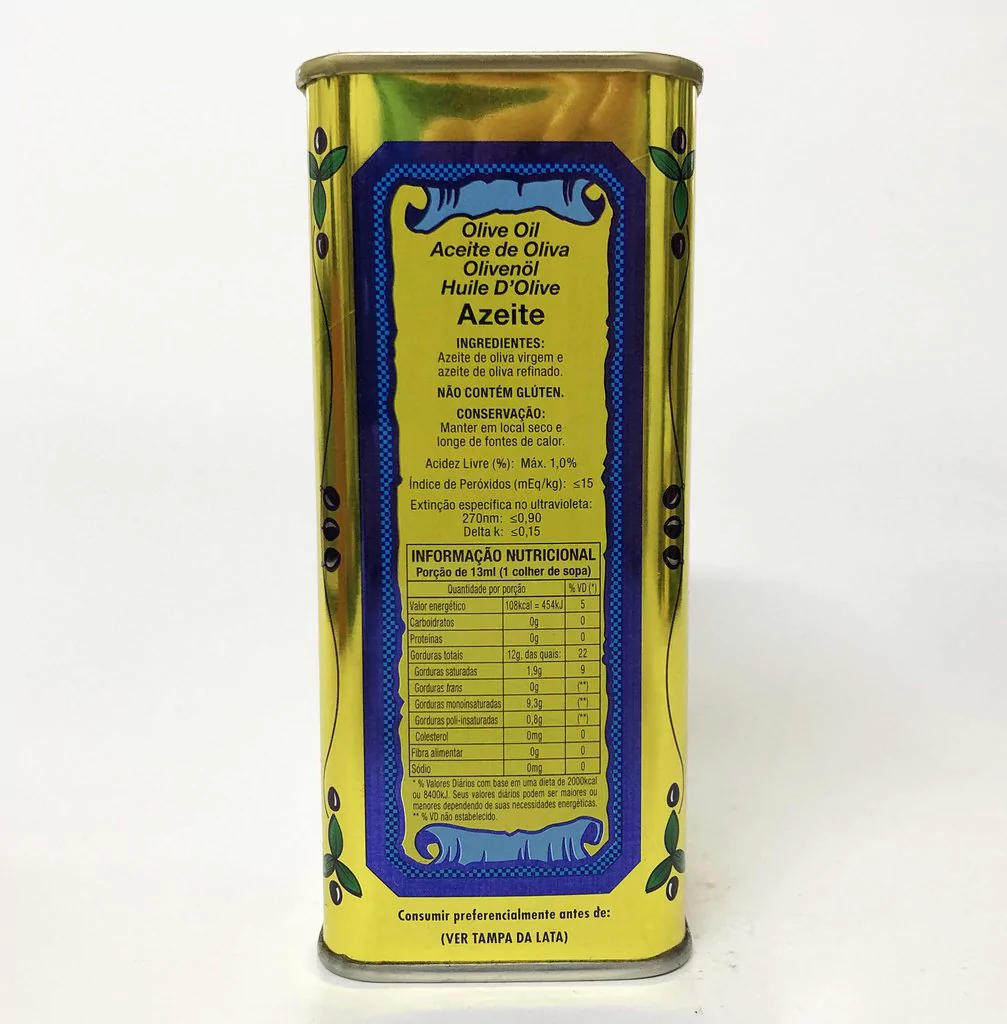 Olive Oil
Aceite de Oliva
Olivenöl
Huile D'Olive
Azeite
INGREDIENTES:
Azeite de oliva virgem e
azeite de oliva refinado.
NÃO CONTÉM GLÚTEN.
CONSERVAÇÃO:
Manter em local seco e
longe de fontes de calor.
Acidez Livre (%): Máx. 1,0%
Índice de Peróxidos (mEq/kg): ≤15
Extinção específica no ultravioleta:
270nm: ≤0,90
Delta k: ≤0,15
INFORMAÇÃO NUTRICIONAL
Porção de 13ml (1 colher de sopa)
Quantidade por porção % VD (*)
Valor energético 108kcal = 454kJ 5
Carboidratos 0g 0
Proteínas 0g 0
Gorduras totais 12g, das quais: 22
Gorduras saturadas 1,9g 9
Gorduras trans 0g (**)
Gorduras monoinsaturadas 9,3g (**)
Gorduras poli-insaturadas 0,8g (**)
Colesterol 0mg 0
Fibra alimentar 0g 0
Sódio 0mg 0
* % Valores Diários com base em uma dieta de 2000kcal
ou 8400kJ. Seus valores diários podem ser maiores ou
menores dependendo de suas necessidades energéticas.
** % VD não estabelecido.
Consumir preferencialmente antes de:
(VER TAMPA DA LATA)